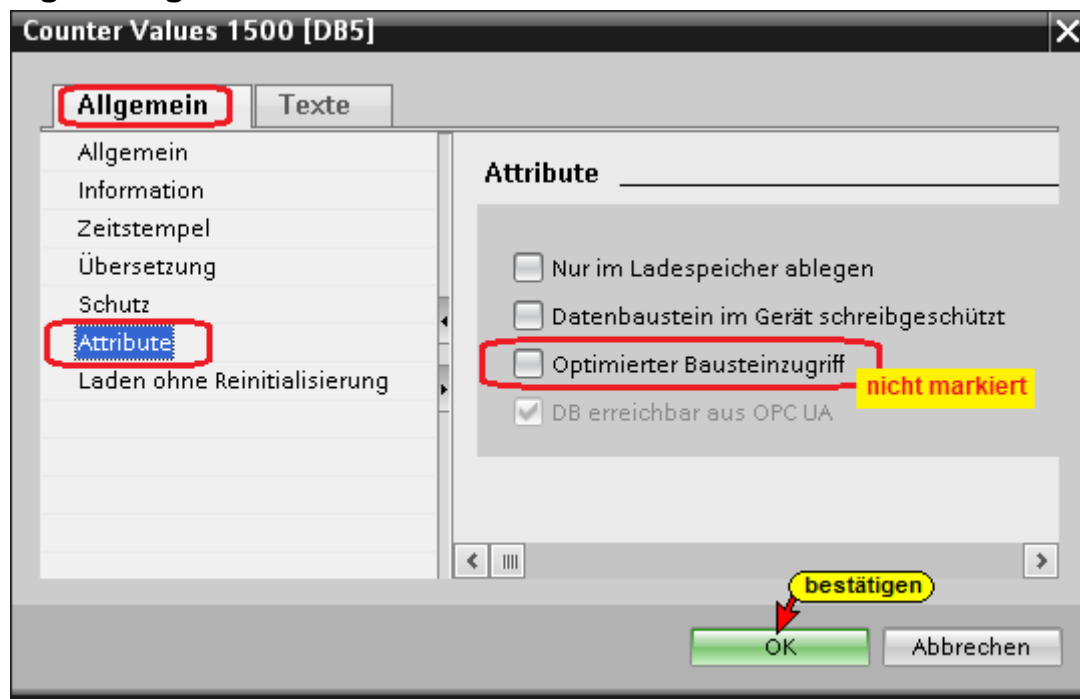 Counter Values 1500 [DB5]
Allgemein
Texte
Allgemein
Information
Zeitstempel
Übersetzung
Schutz
Attribute
Laden ohne Reinitialisierung
Attribute
Nur im Ladespeicher ablegen
Datenbaustein im Gerät schreibgeschützt
Optimierter Bausteinzugriff
nicht markiert
DB erreichbar aus OPC UA
bestätigen
OK
Abbrechen